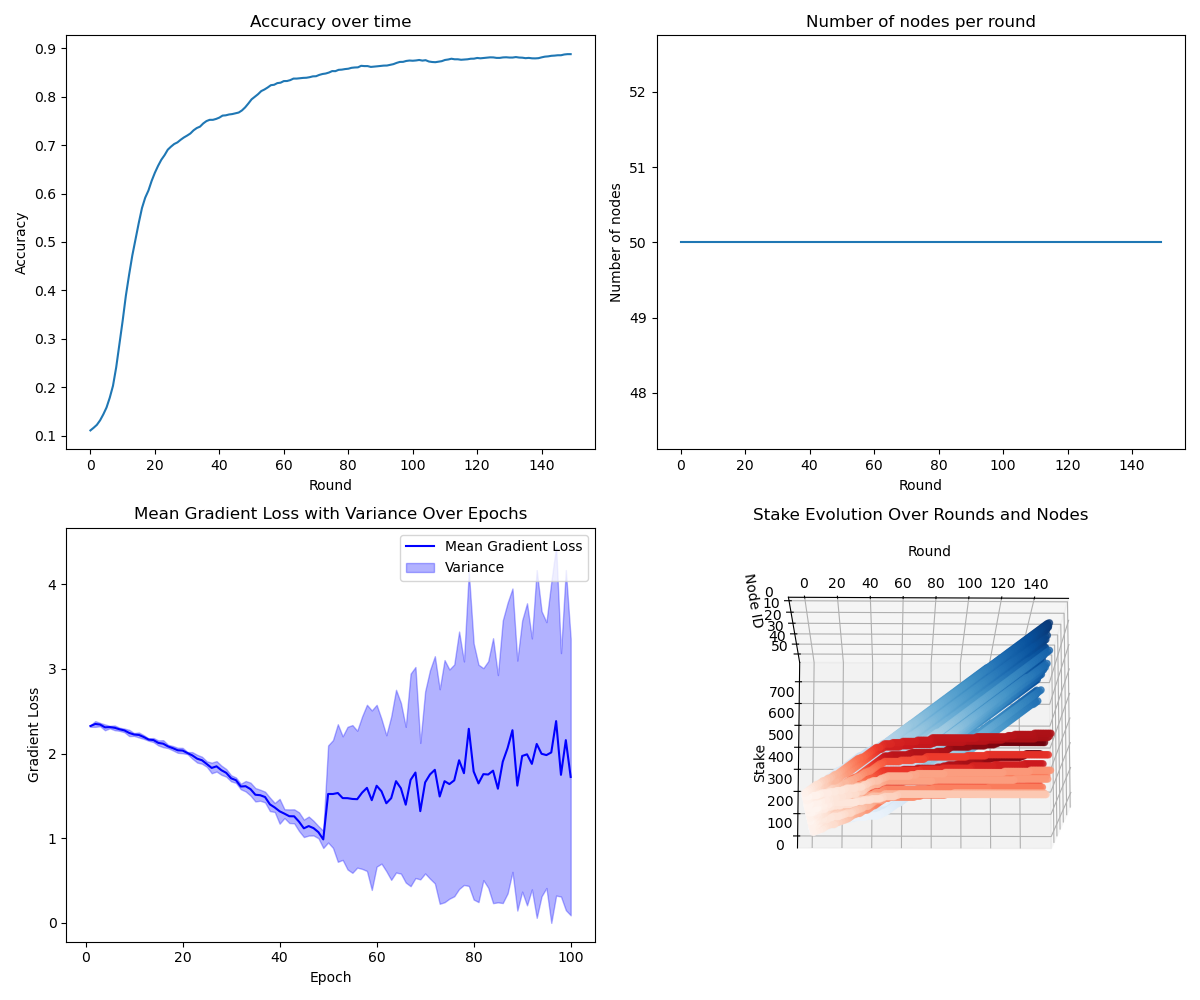 Accuracy over time
Accuracy
0.9
0.8
0.7
0.6
0.5
0.4
0.3
0.2
0.1
0 20 40 60 80 100 120 140
Round
Number of nodes per round
Number of nodes
52
51
50
49
48
0 20 40 60 80 100 120 140
Round
Mean Gradient Loss with Variance Over Epochs
Mean Gradient Loss
Variance
Gradient Loss
4
3
2
1
0
0 20 40 60 80 100
Epoch
Stake Evolution Over Rounds and Nodes
Round
0 20 40 60 80 100 120 140
Node ID
0
10
20
30
40
50
Stake
700
600
500
400
300
200
100
0